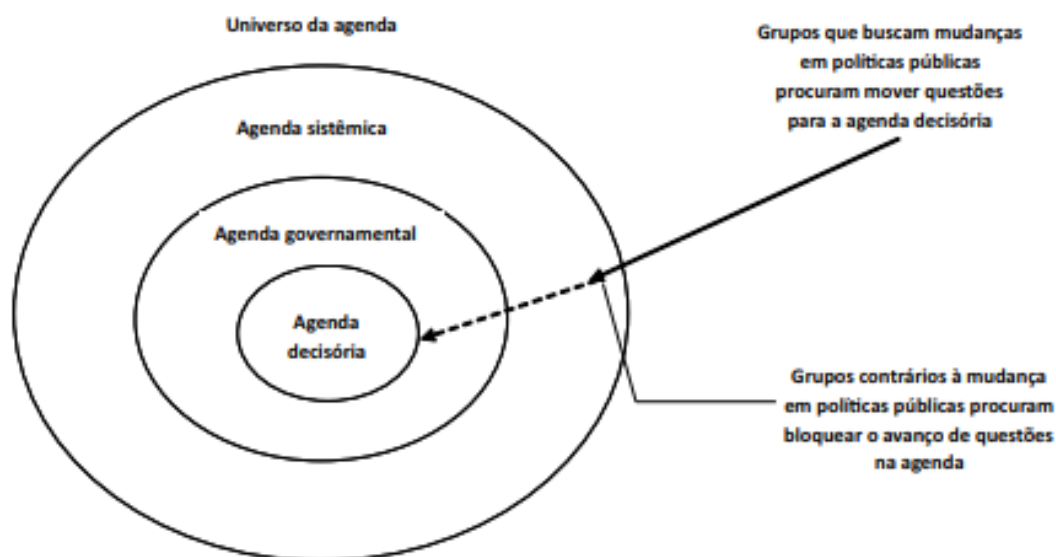 Universo da agenda
Grupos que buscam mudanças
em políticas públicas
procuram mover questões
para a agenda decisória
Agenda sistêmica
Agenda governamental
Agenda
decisória
Grupos contrários à mudança
em políticas públicas procuram
bloquear o avanço de questões
na agenda